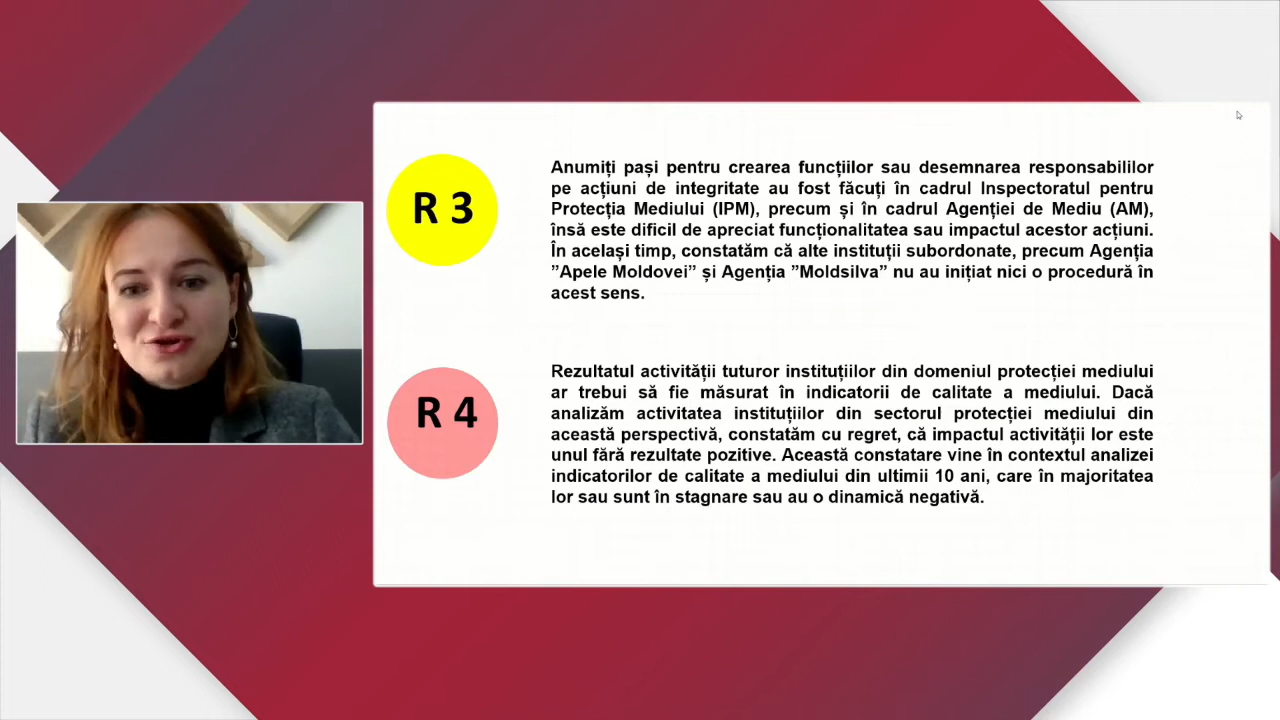 R 3
Anumiți pași pentru crearea funcțiilor sau desemnarea responsabililor
pe acțiuni de integritate au fost făcuți în cadrul Inspectoratul pentru
Protecția Mediului (IPM), precum și în cadrul Agenției de Mediu (AM),
însă este dificil de apreciat funcționalitatea sau impactul acestor acțiuni.
În același timp, constatăm că alte instituții subordonate, precum Agenția
”Apele Moldovei” și Agenția ”Moldsilva” nu au inițiat nici o procedură în
acest sens.
R 4
Rezultatul activității tuturor instituțiilor din domeniul protecției mediului
ar trebui să fie măsurat în indicatorii de calitate a mediului. Dacă
analizăm activitatea instituțiilor din sectorul protecției mediului din
această perspectivă, constatăm cu regret, că impactul activității lor este
unul fără rezultate pozitive. Această constatare vine în contextul analizei
indicatorilor de calitate a mediului din ultimii 10 ani, care în majoritatea
lor sau sunt în stagnare sau au o dinamică negativă.